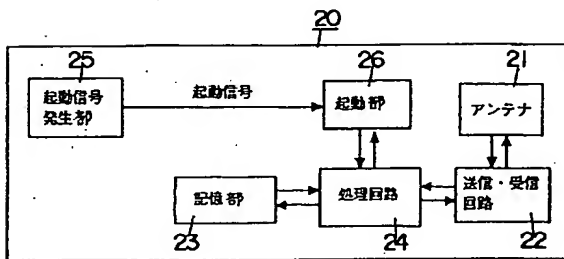 20
25
26
21
起動信号
発生部
起動信号
起動部
アンテナ
記憶部
処理回路
送信・受信
回路
23
24
22